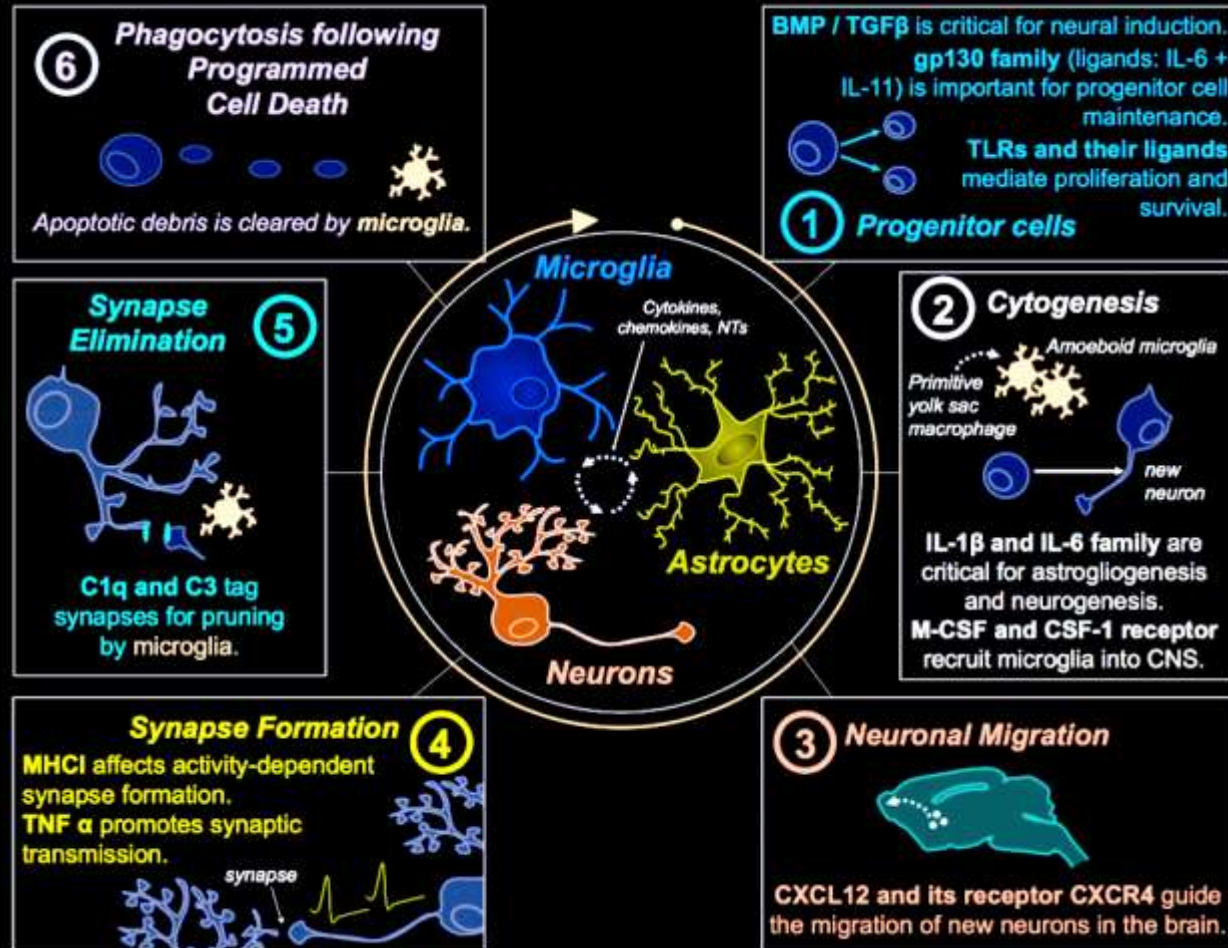 6
Phagocytosis following
Programmed
Cell Death
Apoptotic debris is cleared by microglia.
BMP / TGFβ is critical for neural induction.
gp130 family (ligands: IL-6 +
IL-11) is important for progenitor cell
maintenance.
TLRs and their ligands
mediate proliferation and
survival.
1 Progenitor cells
Synapse
Elimination
5
C1q and C3 tag
synapses for pruning
by microglia.
Microglia
Cytokines,
chemokines, NTs
Astrocytes
Neurons
2 Cytogenesis
Amoeboid microglia
Primitive
yolk sac
macrophage
new
neuron
IL-1β and IL-6 family are
critical for astrogliogenesis
and neurogenesis.
M-CSF and CSF-1 receptor
recruit microglia into CNS.
Synapse Formation 4
MHCI affects activity-dependent
synapse formation.
TNF α promotes synaptic
transmission.
synapse
3 Neuronal Migration
CXCL12 and its receptor CXCR4 guide
the migration of new neurons in the brain.